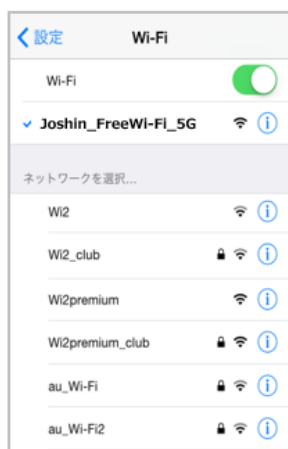 設定 Wi-Fi
Wi-Fi
Joshin_FreeWi-Fi_5G
ネットワークを選択...
Wi2
Wi2_club
Wi2premium
Wi2premium_club
au_Wi-Fi
au_Wi-Fi2